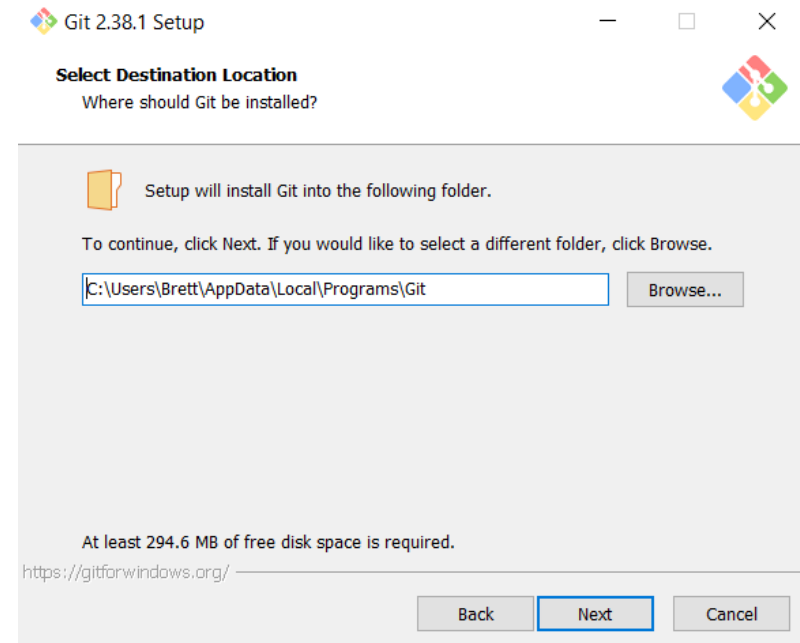 Git 2.38.1 Setup
Select Destination Location
Where should Git be installed?
Setup will install Git into the following folder.
To continue, click Next. If you would like to select a different folder, click Browse.
C:\Users\Brett\AppData\Local\Programs\Git
Browse...
At least 294.6 MB of free disk space is required.
https://gitforwindows.org/
Back
Next
Cancel